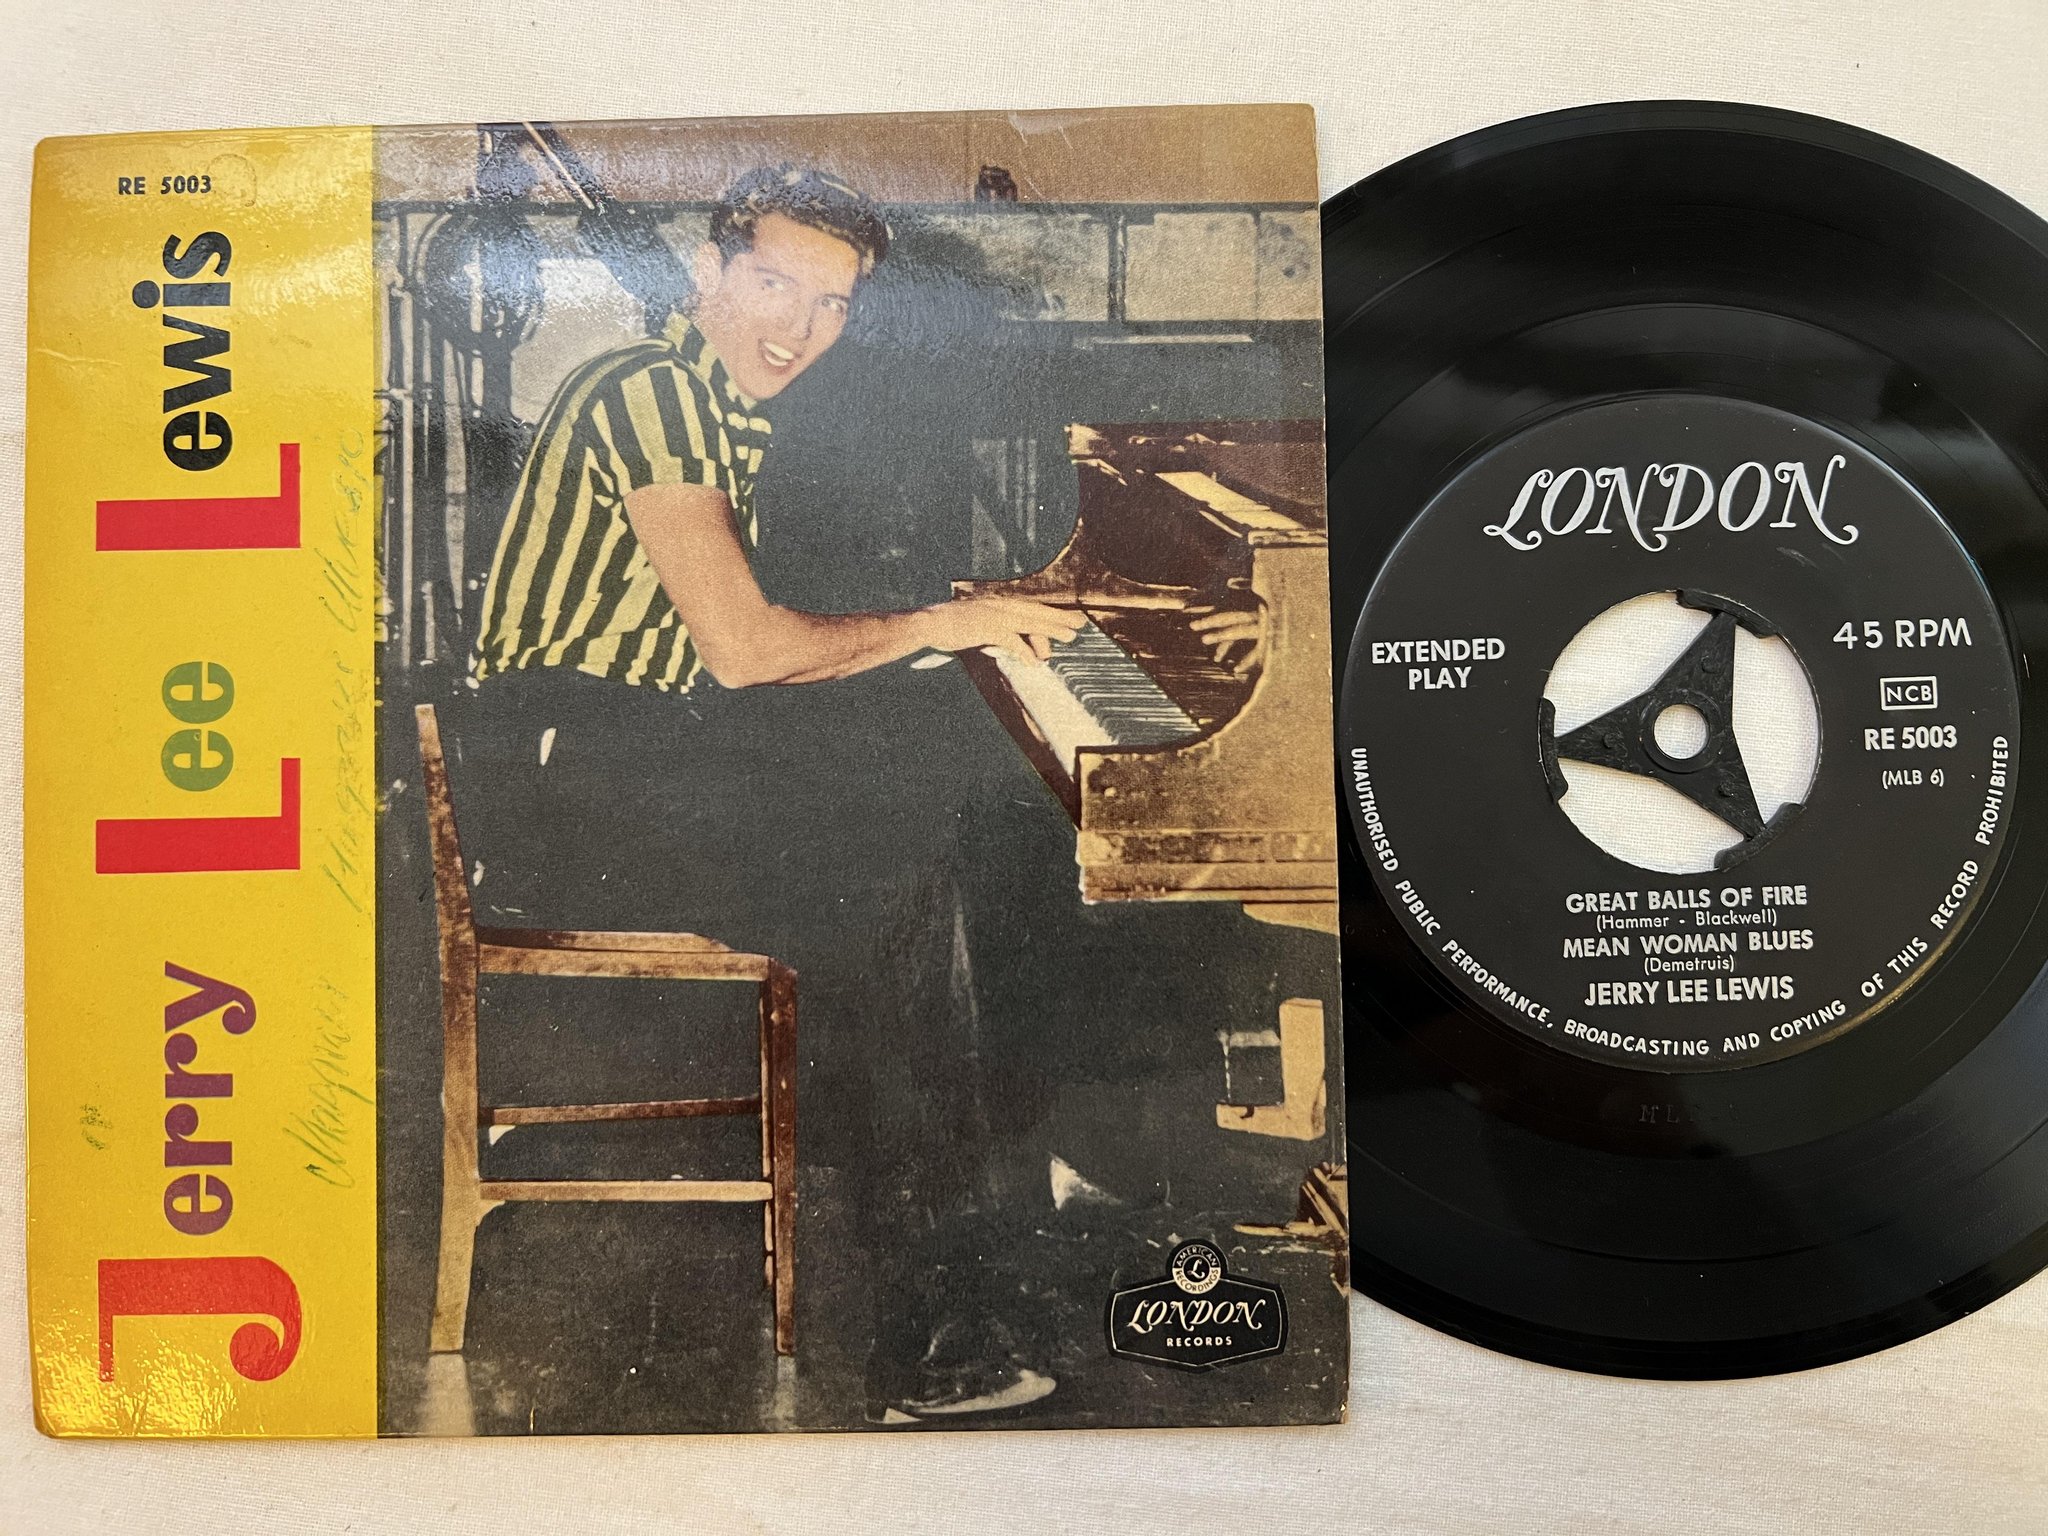 RE 5003
Jerry Lee Lewis
AMERICAN RECORDINGS
L
LONDON
RECORDS
LONDON
EXTENDED
PLAY
45 RPM
NCB
RE 5003
(MLB 6)
GREAT BALLS OF FIRE
(Hammer - Blackwell)
MEAN WOMAN BLUES
(Demetruis)
JERRY LEE LEWIS
UNAUTHORISED PUBLIC PERFORMANCE, BROADCASTING AND COPYING OF THIS RECORD PROHIBITED